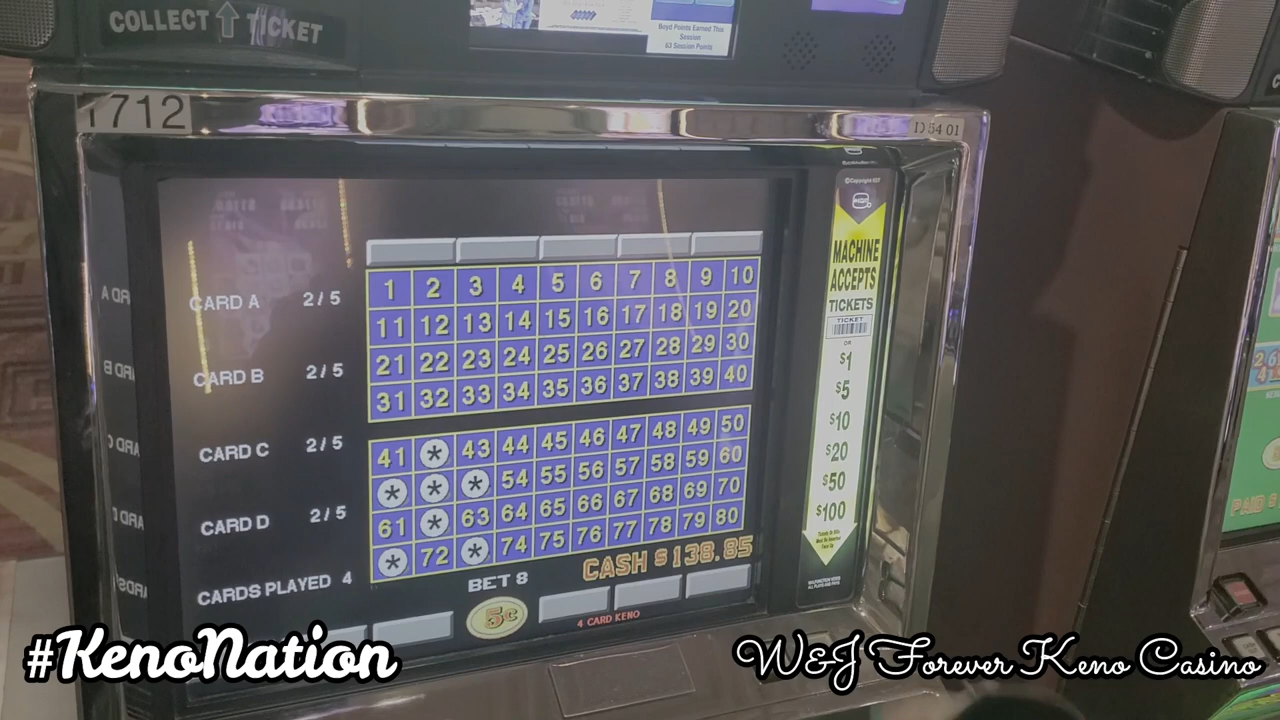 COLLECT ↑ TICKET
Boyd Points Earned This
Session
63 Session Points
1712
CARD A 2/5
CARD B 2/5
CARD C 2/5
CARD D 2/5
CARDS PLAYED 4
1 2 3 4 5 6 7 8 9 10
11 12 13 14 15 16 17 18 19 20
21 22 23 24 25 26 27 28 29 30
31 32 33 34 35 36 37 38 39 40
41 * 43 44 45 46 47 48 49 50
* * * 54 55 56 57 58 59 60
61 * 63 64 65 66 67 68 69 70
* 72 * 74 75 76 77 78 79 80
CASH $138.85
BET 8
5¢
4 CARD KENO
MACHINE
ACCEPTS
TICKETS
TICKET
OR
$1
$5
$10
$20
$50
$100
#KenoNation
W&J Forever Keno Casino